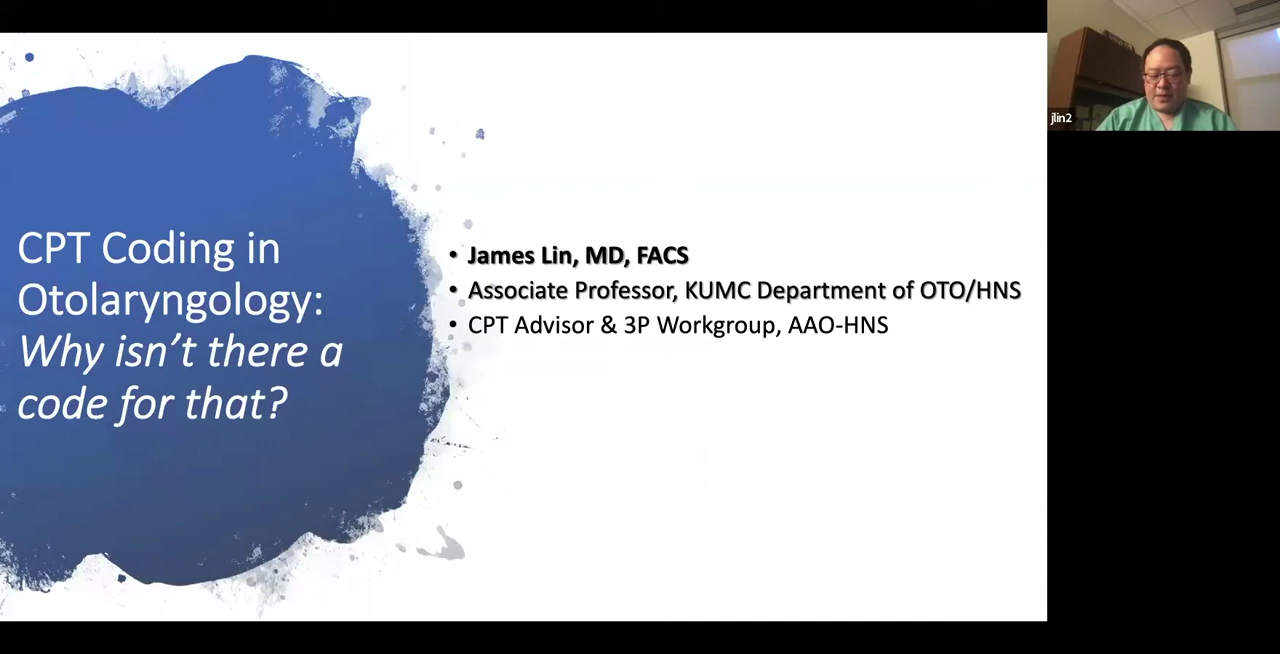 CPT Coding in
Otolaryngology:
Why isn't there a
code for that?
• James Lin, MD, FACS
• Associate Professor, KUMC Department of OTO/HNS
• CPT Advisor & 3P Workgroup, AAO-HNS
jlin2